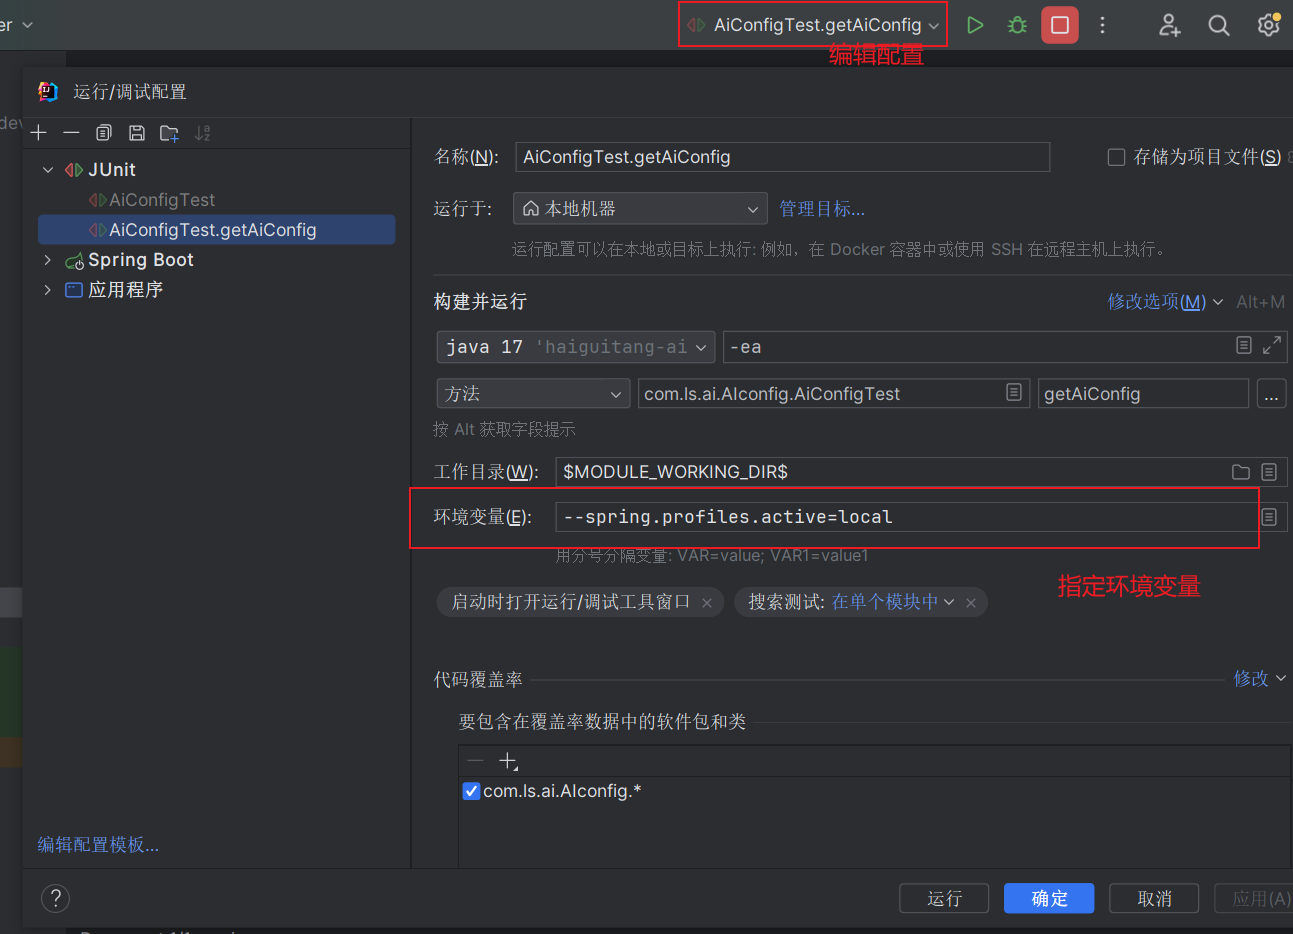 er
AiConfigTest.getAiConfig
编辑配置
运行/调试配置
dev
JUnit
AiConfigTest
AiConfigTest.getAiConfig
Spring Boot
应用程序
编辑配置模板...
名称(N):
AiConfigTest.getAiConfig
存储为项目文件(S)
运行于:
本地机器
管理目标...
运行配置可以在本地或目标上执行: 例如，在 Docker 容器中或使用 SSH 在远程主机上执行。
构建并运行
修改选项(M)
Alt+M
java 17 'haiguitang-ai
-ea
方法
com.ls.ai.AIconfig.AiConfigTest
getAiConfig
...
按 Alt 获取字段提示
工作目录(W):
$MODULE_WORKING_DIR$
环境变量(E):
--spring.profiles.active=local
用分号分隔变量: VAR=value; VAR1=value1
指定环境变量
启动时打开运行/调试工具窗口 ×
搜索测试: 在单个模块中 ×
代码覆盖率
修改
要包含在覆盖率数据中的软件包和类
com.ls.ai.AIconfig.*
?
运行
确定
取消
应用(A)